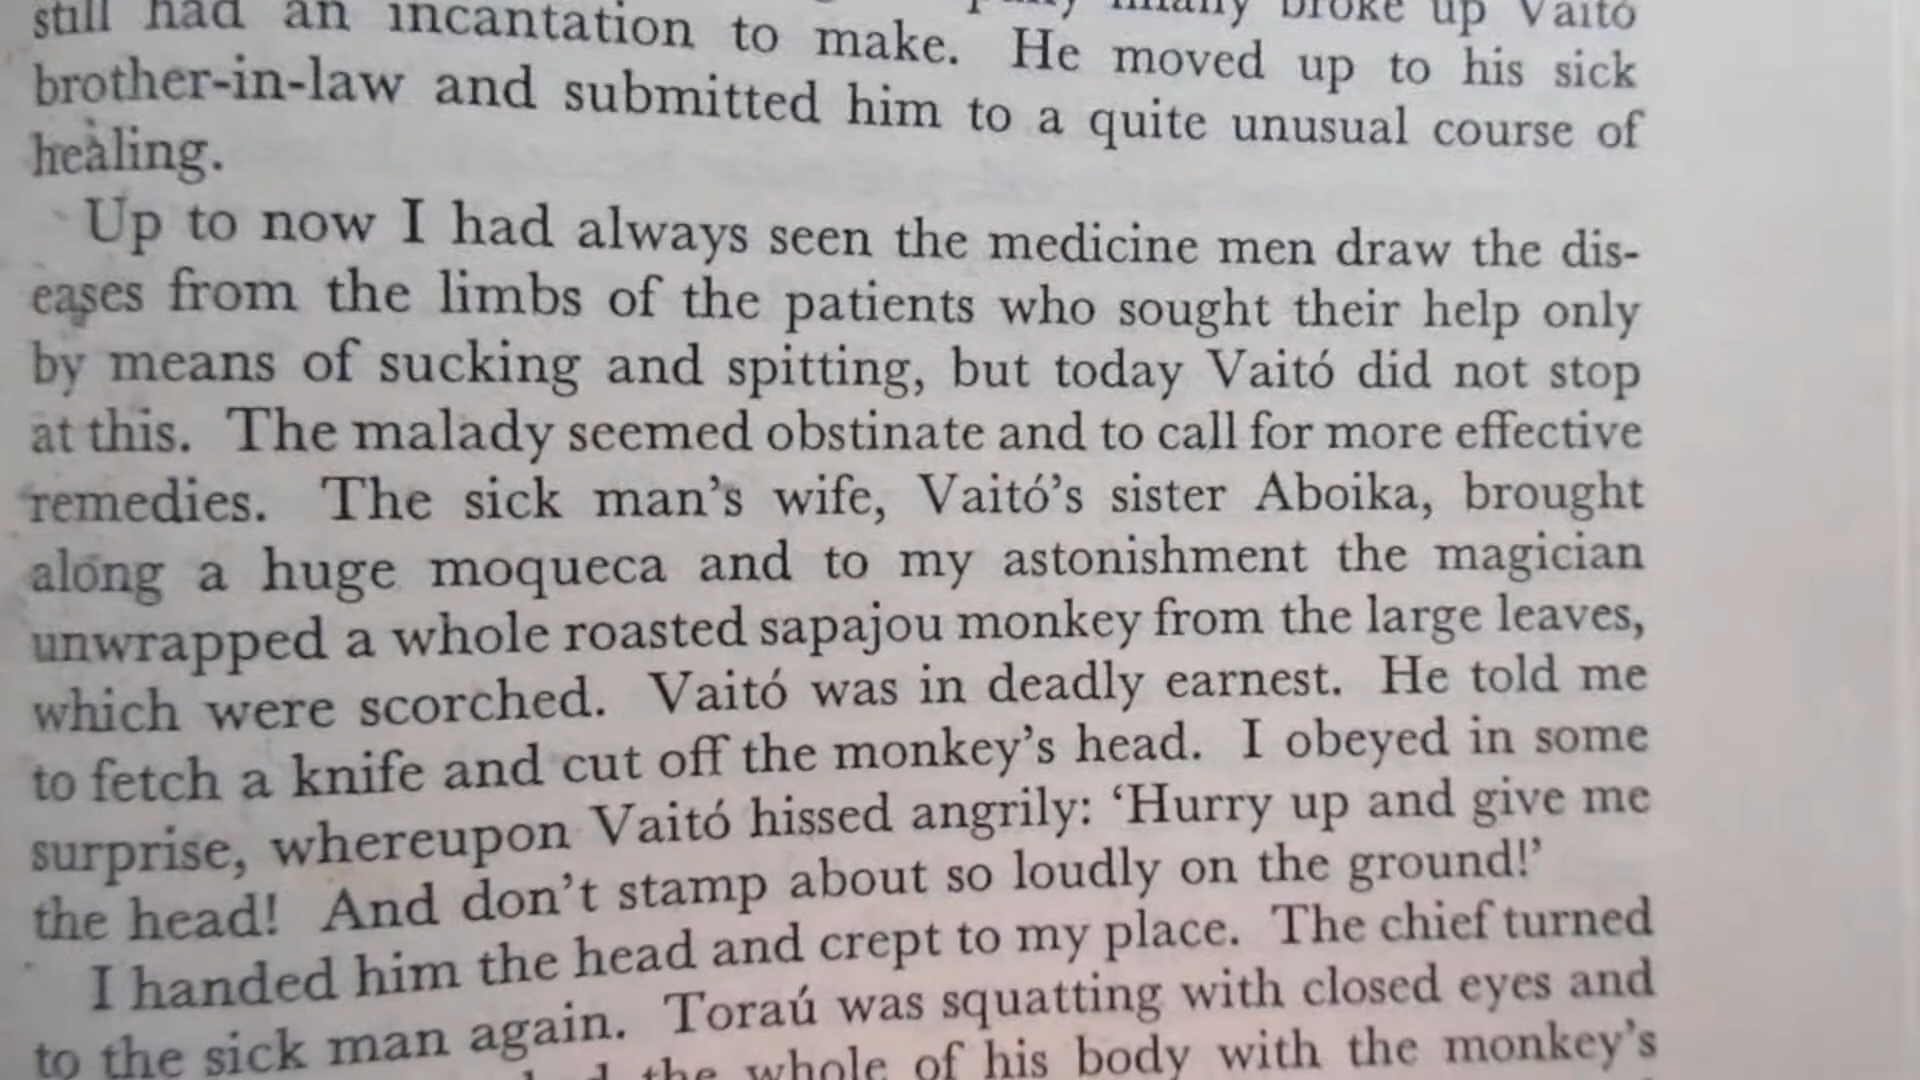 still had an incantation to make. He moved up to his sick
broke up Vaitó
brother-in-law and submitted him to a quite unusual course of
healing.
Up to now I had always seen the medicine men draw the dis-
eases from the limbs of the patients who sought their help only
by means of sucking and spitting, but today Vaitó did not stop
at this. The malady seemed obstinate and to call for more effective
remedies. The sick man's wife, Vaitó's sister Aboika, brought
along a huge moqueca and to my astonishment the magician
unwrapped a whole roasted sapajou monkey from the large leaves,
which were scorched. Vaitó was in deadly earnest. He told me
to fetch a knife and cut off the monkey's head. I obeyed in some
surprise, whereupon Vaitó hissed angrily: 'Hurry up and give me
the head! And don't stamp about so loudly on the ground!'
I handed him the head and crept to my place. The chief turned
to the sick man again. Toraú was squatting with closed eyes and
the whole of his body with the monkey's